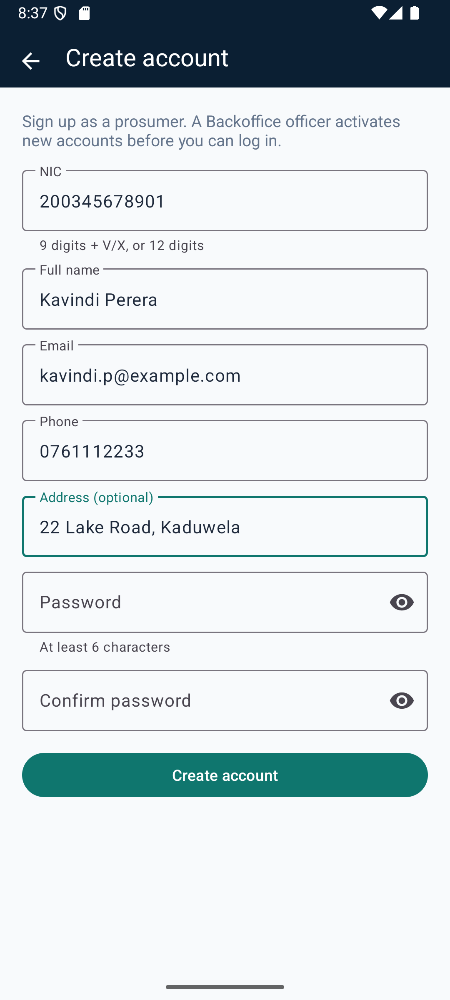 8:37
Create account
Sign up as a prosumer. A Backoffice officer activates
new accounts before you can log in.
NIC
200345678901
9 digits + V/X, or 12 digits
Full name
Kavindi Perera
Email
kavindi.p@example.com
Phone
0761112233
Address (optional)
22 Lake Road, Kaduwela
Password
At least 6 characters
Confirm password
Create account